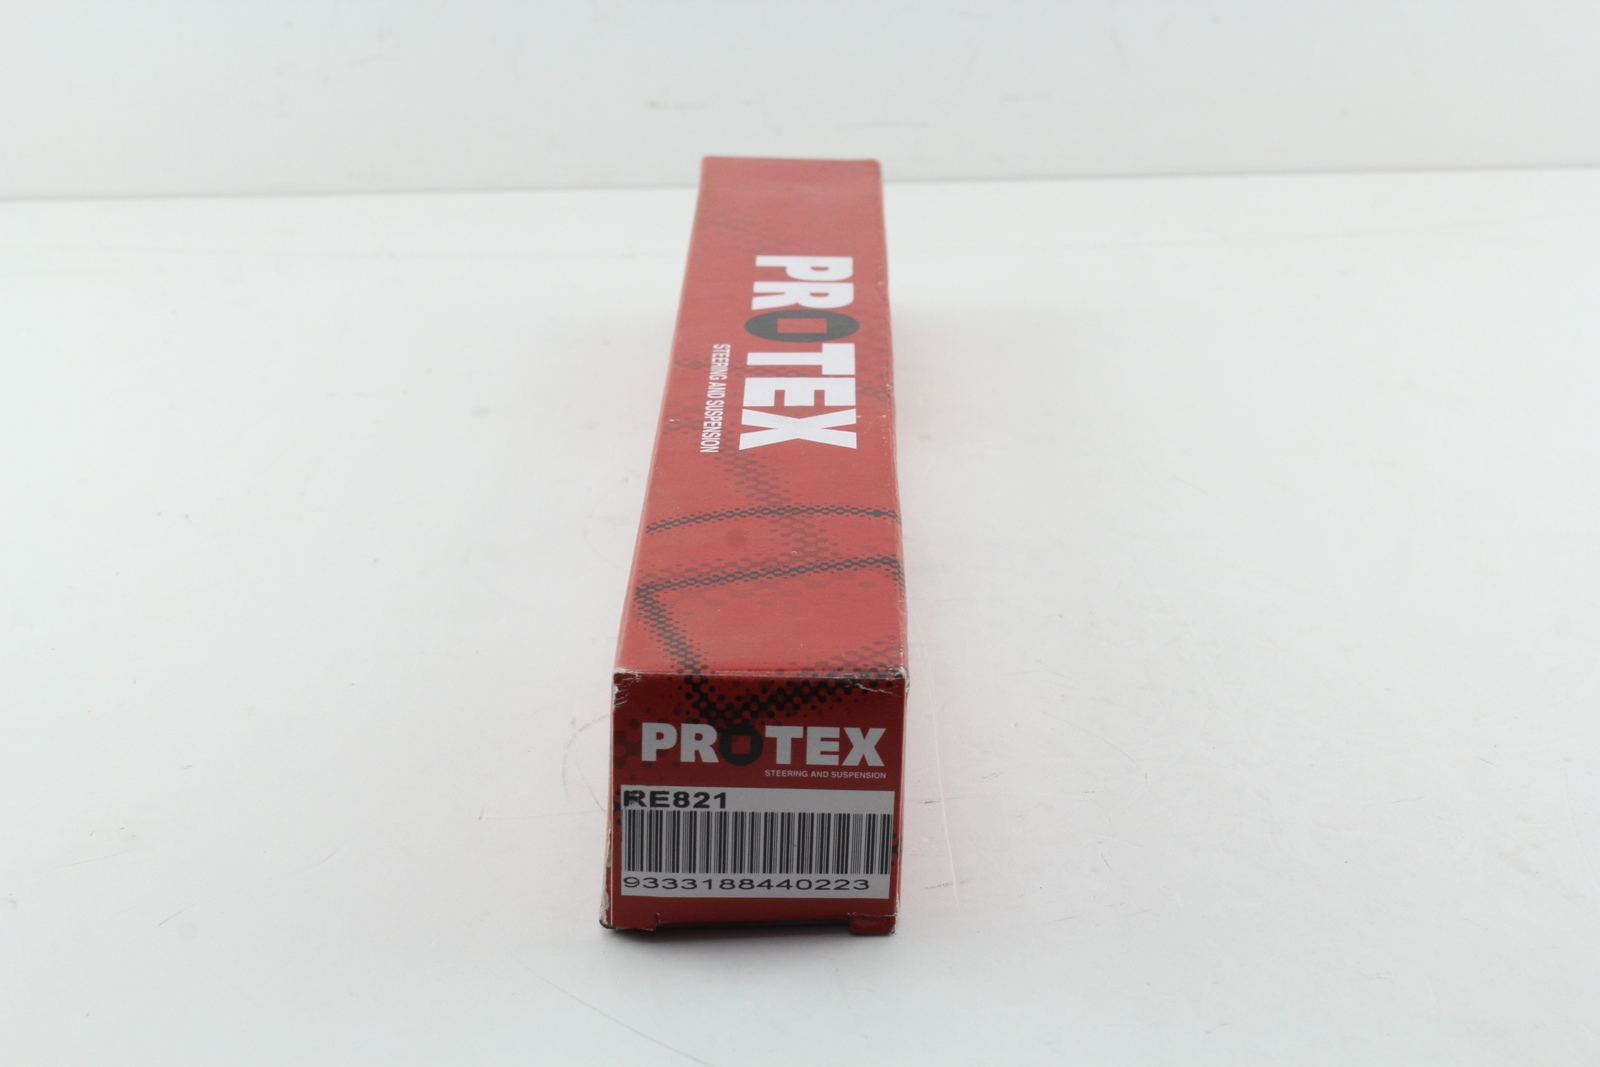 PROTEX
STEERING AND SUSPENSION
PROTEX
STEERING AND SUSPENSION
RE821
9333188440223